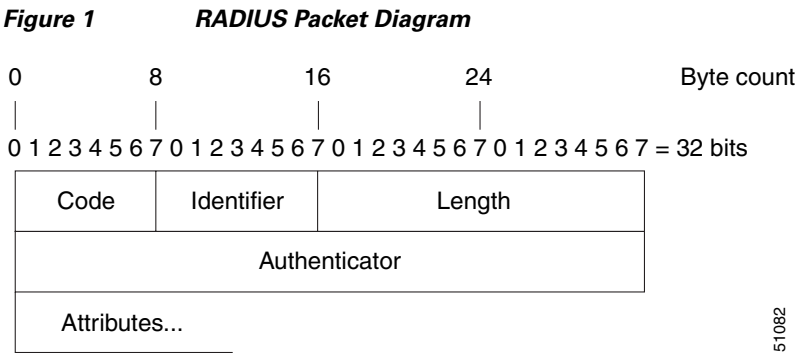 Figure 1 RADIUS Packet Diagram
0 8 16 24 Byte count
0 1 2 3 4 5 6 7 0 1 2 3 4 5 6 7 0 1 2 3 4 5 6 7 0 1 2 3 4 5 6 7 = 32 bits
Code Identifier Length
Authenticator
Attributes...
51082